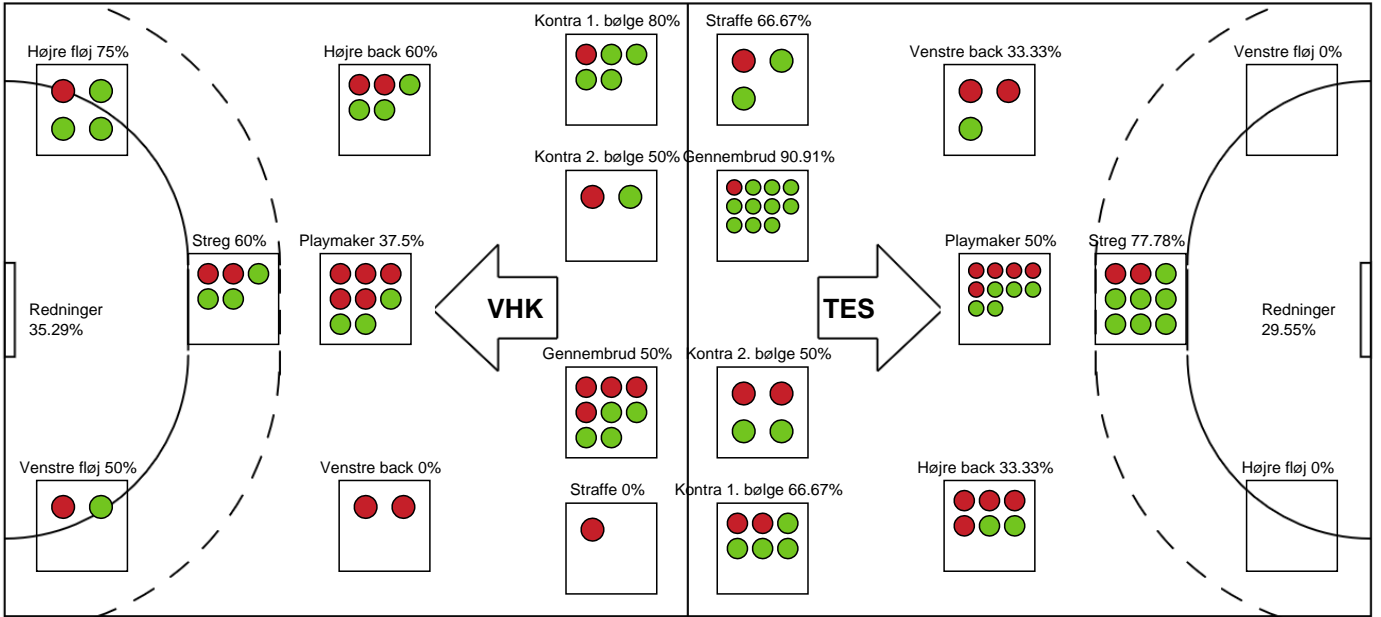 Kontra 1. bølge 80%
Straffe 66.67%
Højre fløj 75%
Højre back 60%
Venstre back 33.33%
Venstre fløj 0%
Kontra 2. bølge 50%
Gennembrud 90.91%
Streg 60%
Playmaker 37.5%
Playmaker 50%
Streg 77.78%
Redninger
35.29%
VHK
TES
Redninger
29.55%
Gennembrud 50%
Kontra 2. bølge 50%
Venstre fløj 50%
Venstre back 0%
Højre back 33.33%
Højre fløj 0%
Straffe 0%
Kontra 1. bølge 66.67%